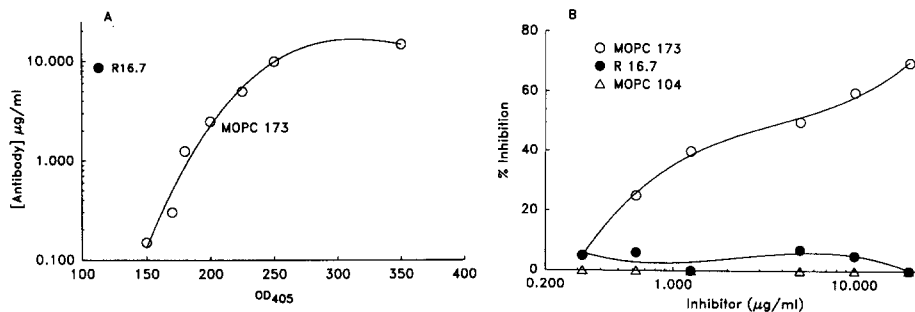 A
[Antibody] μg/ml
10.000
1.000
0.100
R16.7
MOPC 173
100 150 200 250 300 350 400
OD405
B
MOPC 173
R 16.7
MOPC 104
% Inhibition
80
60
40
20
0
0.200 1.000 10.000
Inhibitor (μg/ml)